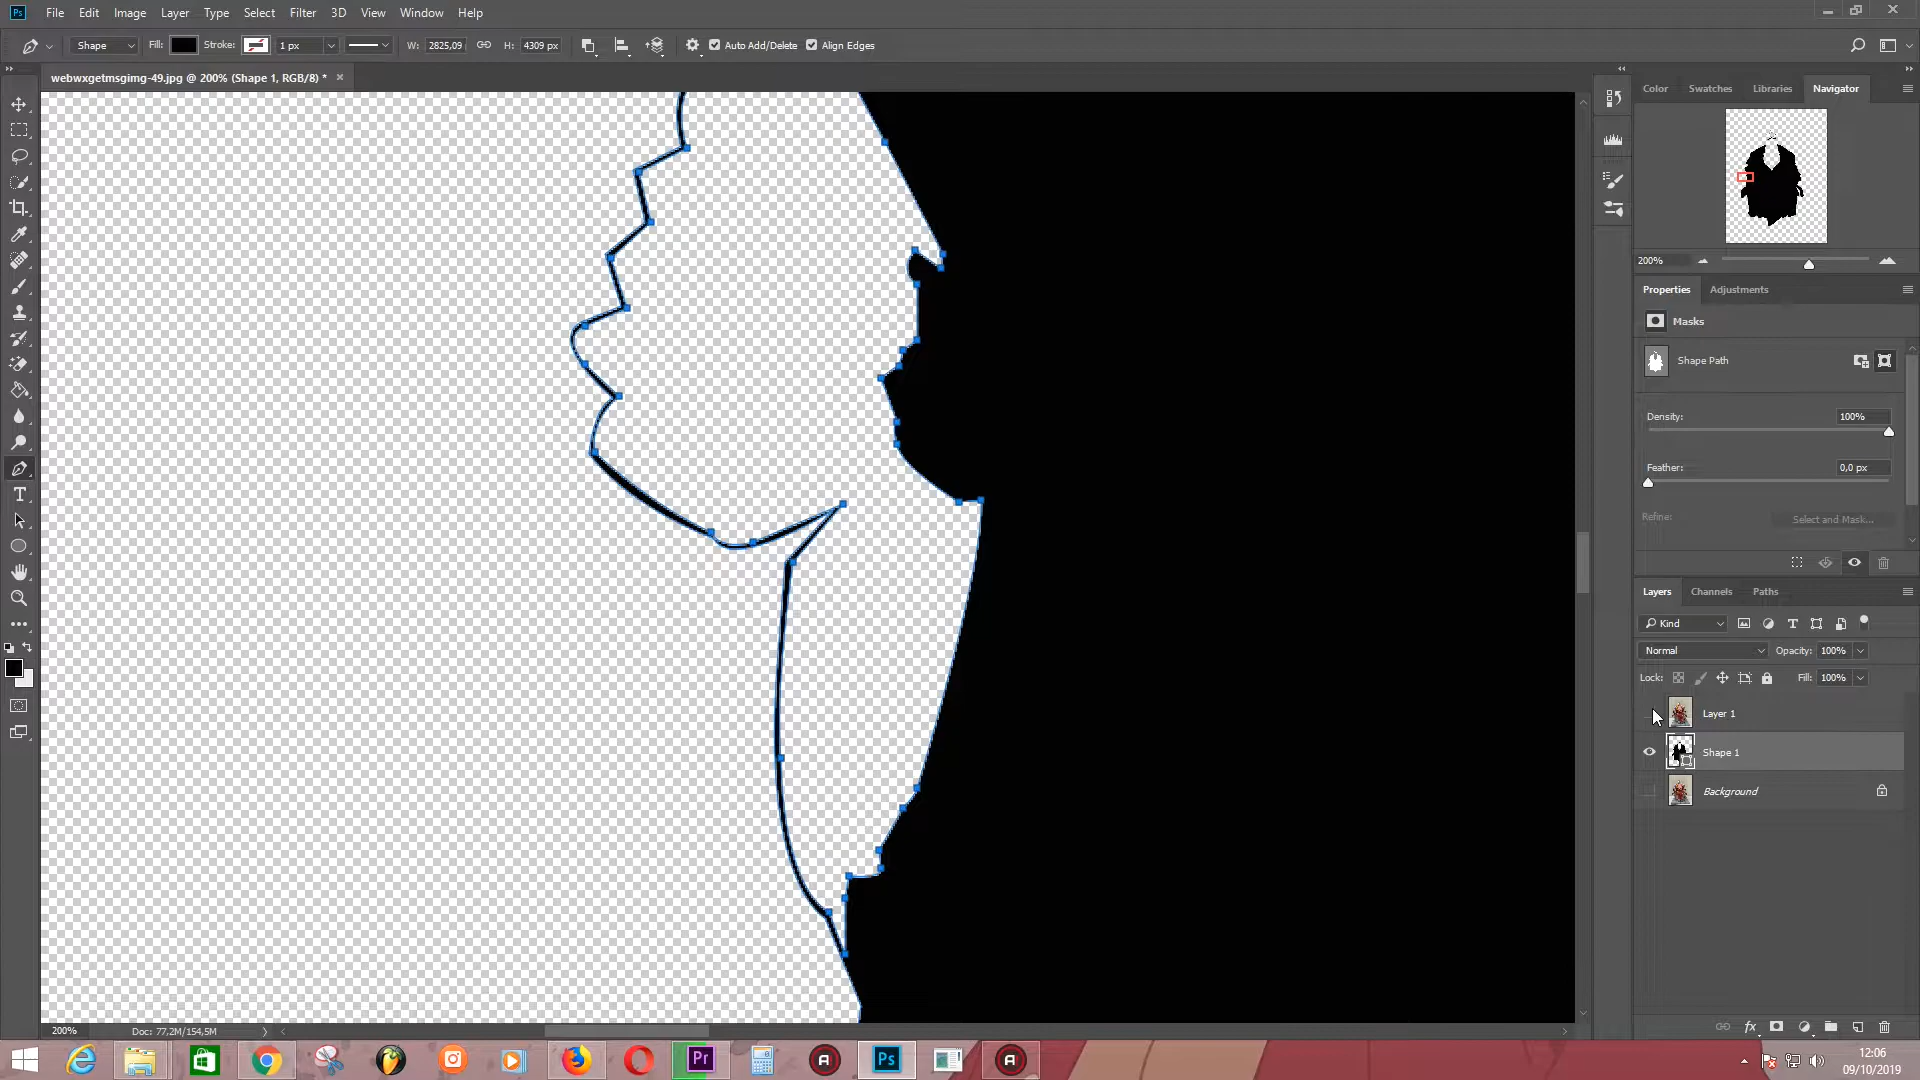 Ps File Edit Image Layer Type Select Filter 3D View Window Help
Shape Fill: Stroke: 1 px W: 2825,09 H: 4309 px Auto Add/Delete Align Edges
webwxgetmsgimg-49.jpg @ 200% (Shape 1, RGB/8) *
Color Swatches Libraries Navigator
200%
Properties Adjustments
Masks
Shape Path
Density: 100%
Feather: 0,0 px
Refine: Select and Mask...
Layers Channels Paths
Kind
Normal Opacity: 100%
Lock: Fill: 100%
Layer 1
Shape 1
Background
200% Doc: 77,2M/154,5M
Pr Ps
12:06
09/10/2019